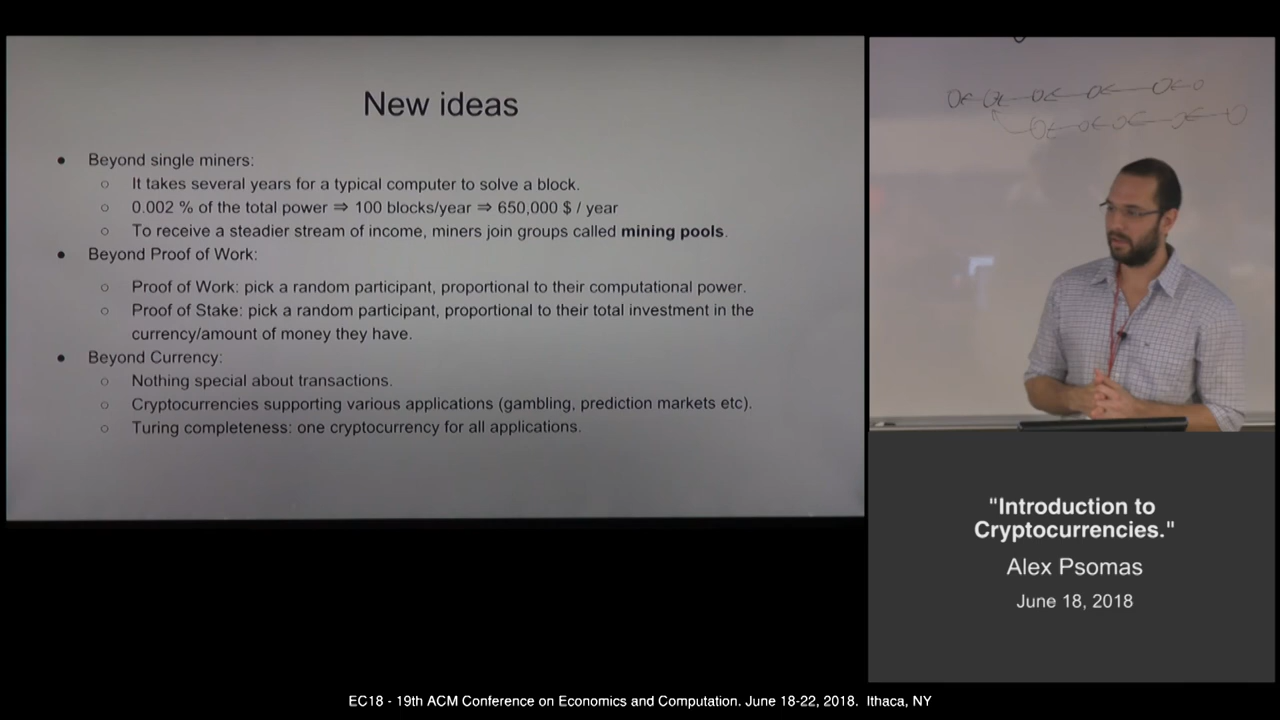 New ideas
● Beyond single miners:
○ It takes several years for a typical computer to solve a block.
○ 0.002 % of the total power ⇒ 100 blocks/year ⇒ 650,000 $ / year
○ To receive a steadier stream of income, miners join groups called mining pools.
● Beyond Proof of Work:
○ Proof of Work: pick a random participant, proportional to their computational power.
○ Proof of Stake: pick a random participant, proportional to their total investment in the
currency/amount of money they have.
● Beyond Currency:
○ Nothing special about transactions.
○ Cryptocurrencies supporting various applications (gambling, prediction markets etc).
○ Turing completeness: one cryptocurrency for all applications.
"Introduction to
Cryptocurrencies."
Alex Psomas
June 18, 2018
EC18 - 19th ACM Conference on Economics and Computation. June 18-22, 2018. Ithaca, NY